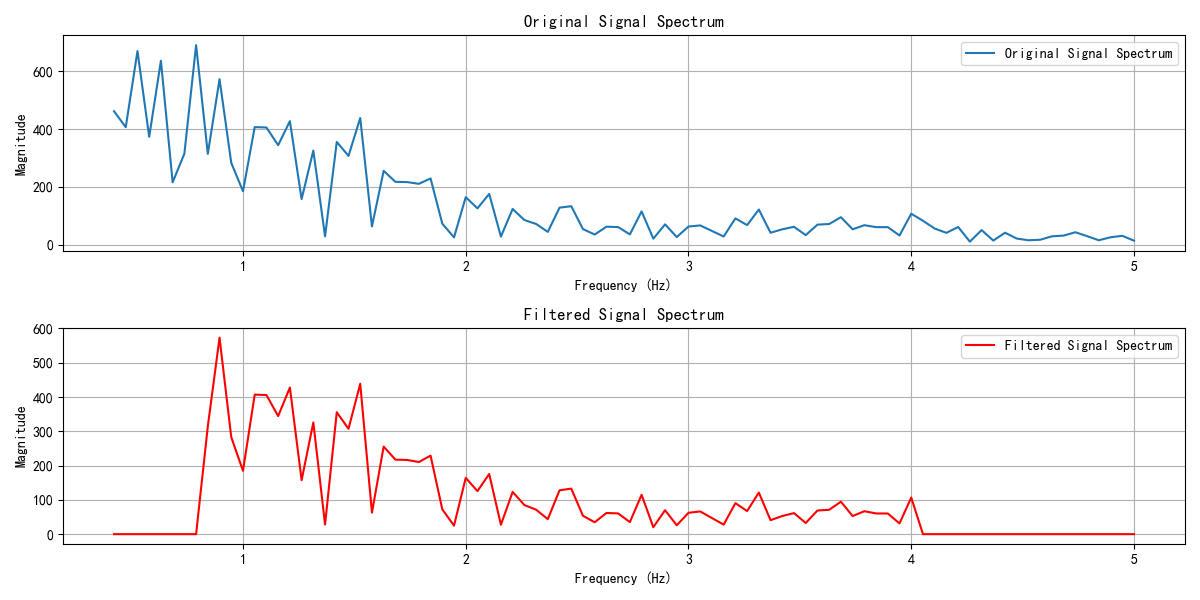 Original Signal Spectrum
Original Signal Spectrum
Magnitude
600
400
200
0
1 2 3 4 5
Frequency (Hz)
Filtered Signal Spectrum
Filtered Signal Spectrum
Magnitude
600
500
400
300
200
100
0
1 2 3 4 5
Frequency (Hz)